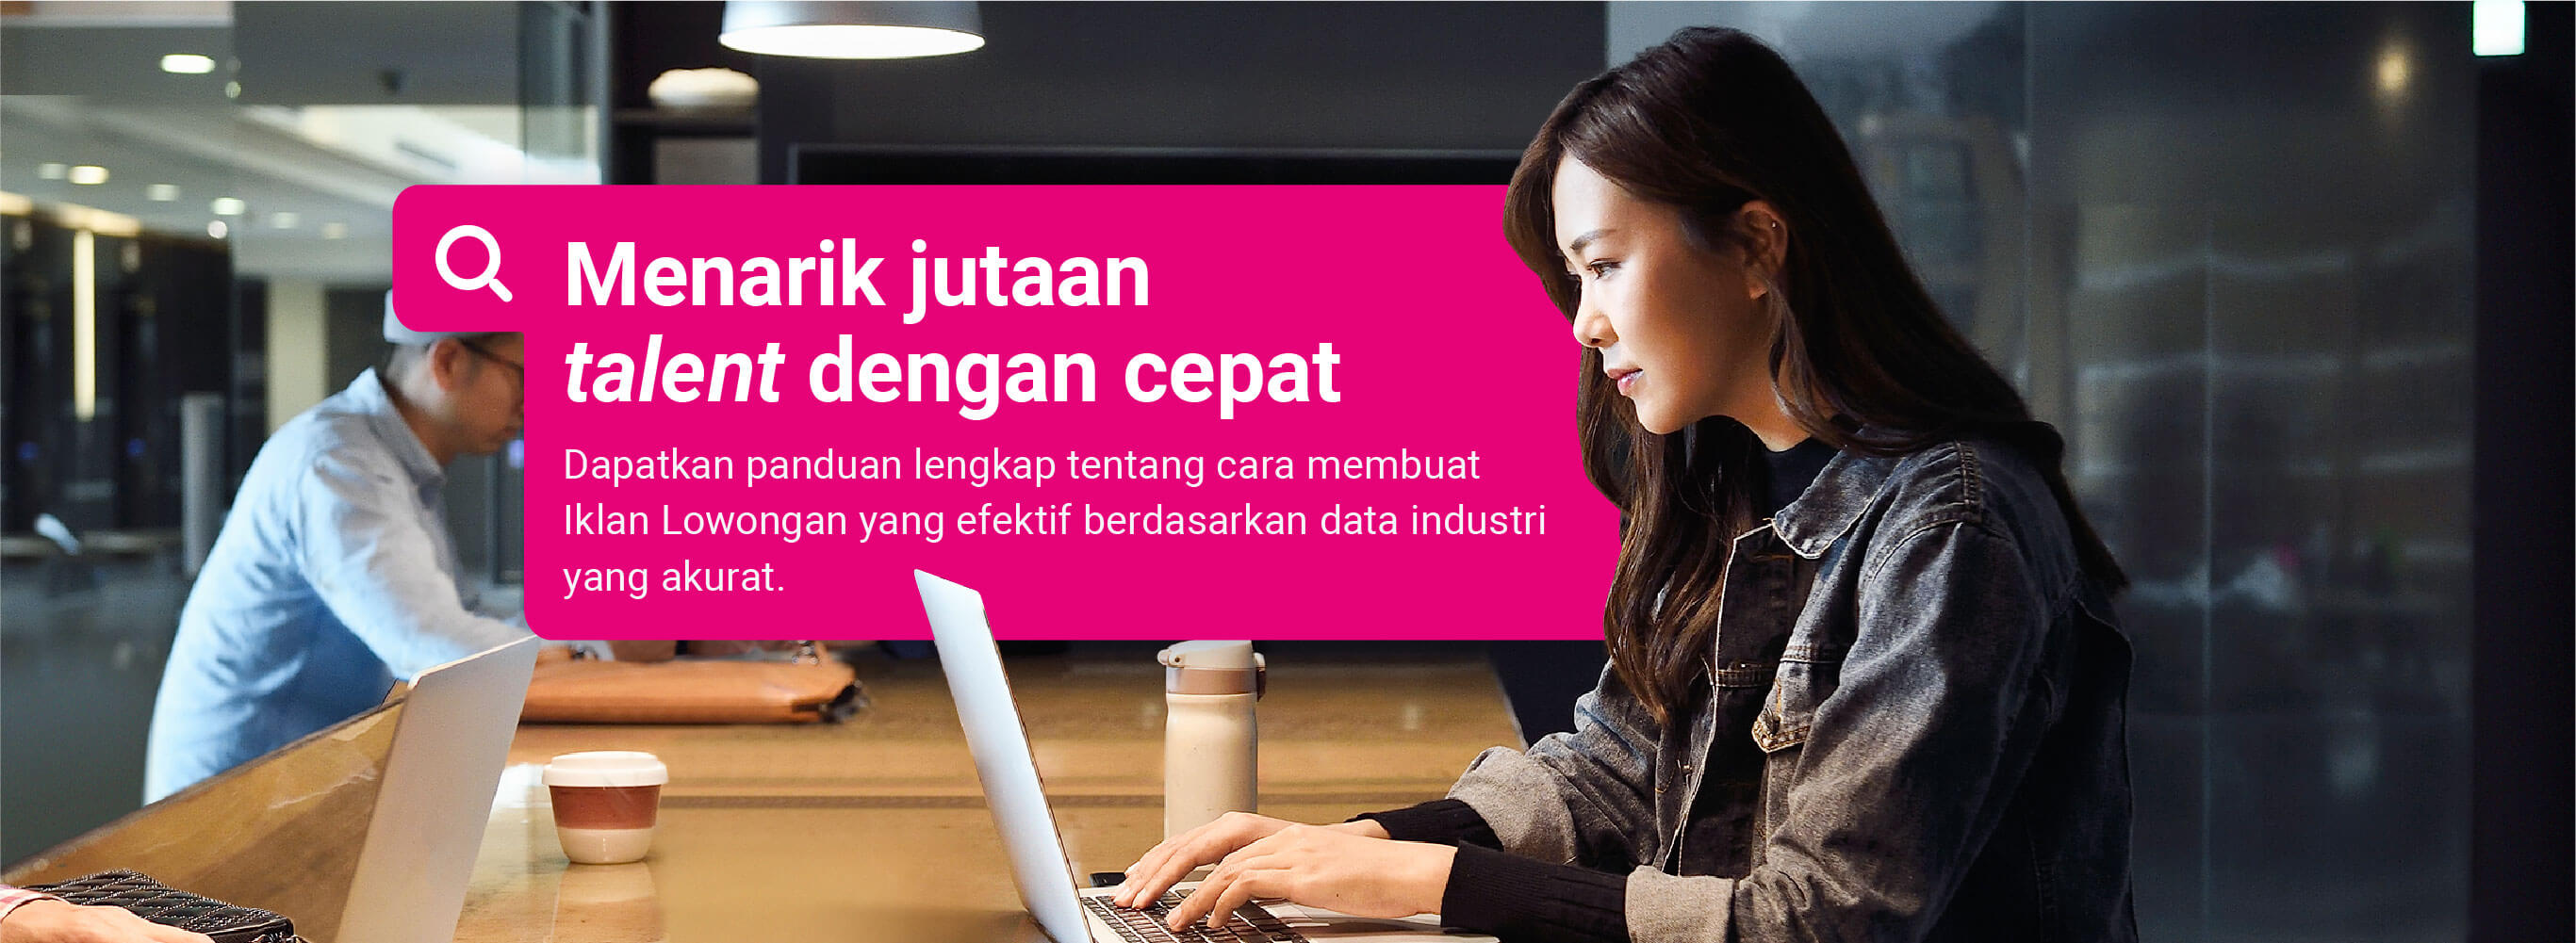 Menarik jutaan
talent dengan cepat
Dapatkan panduan lengkap tentang cara membuat
Iklan Lowongan yang efektif berdasarkan data industri
yang akurat.